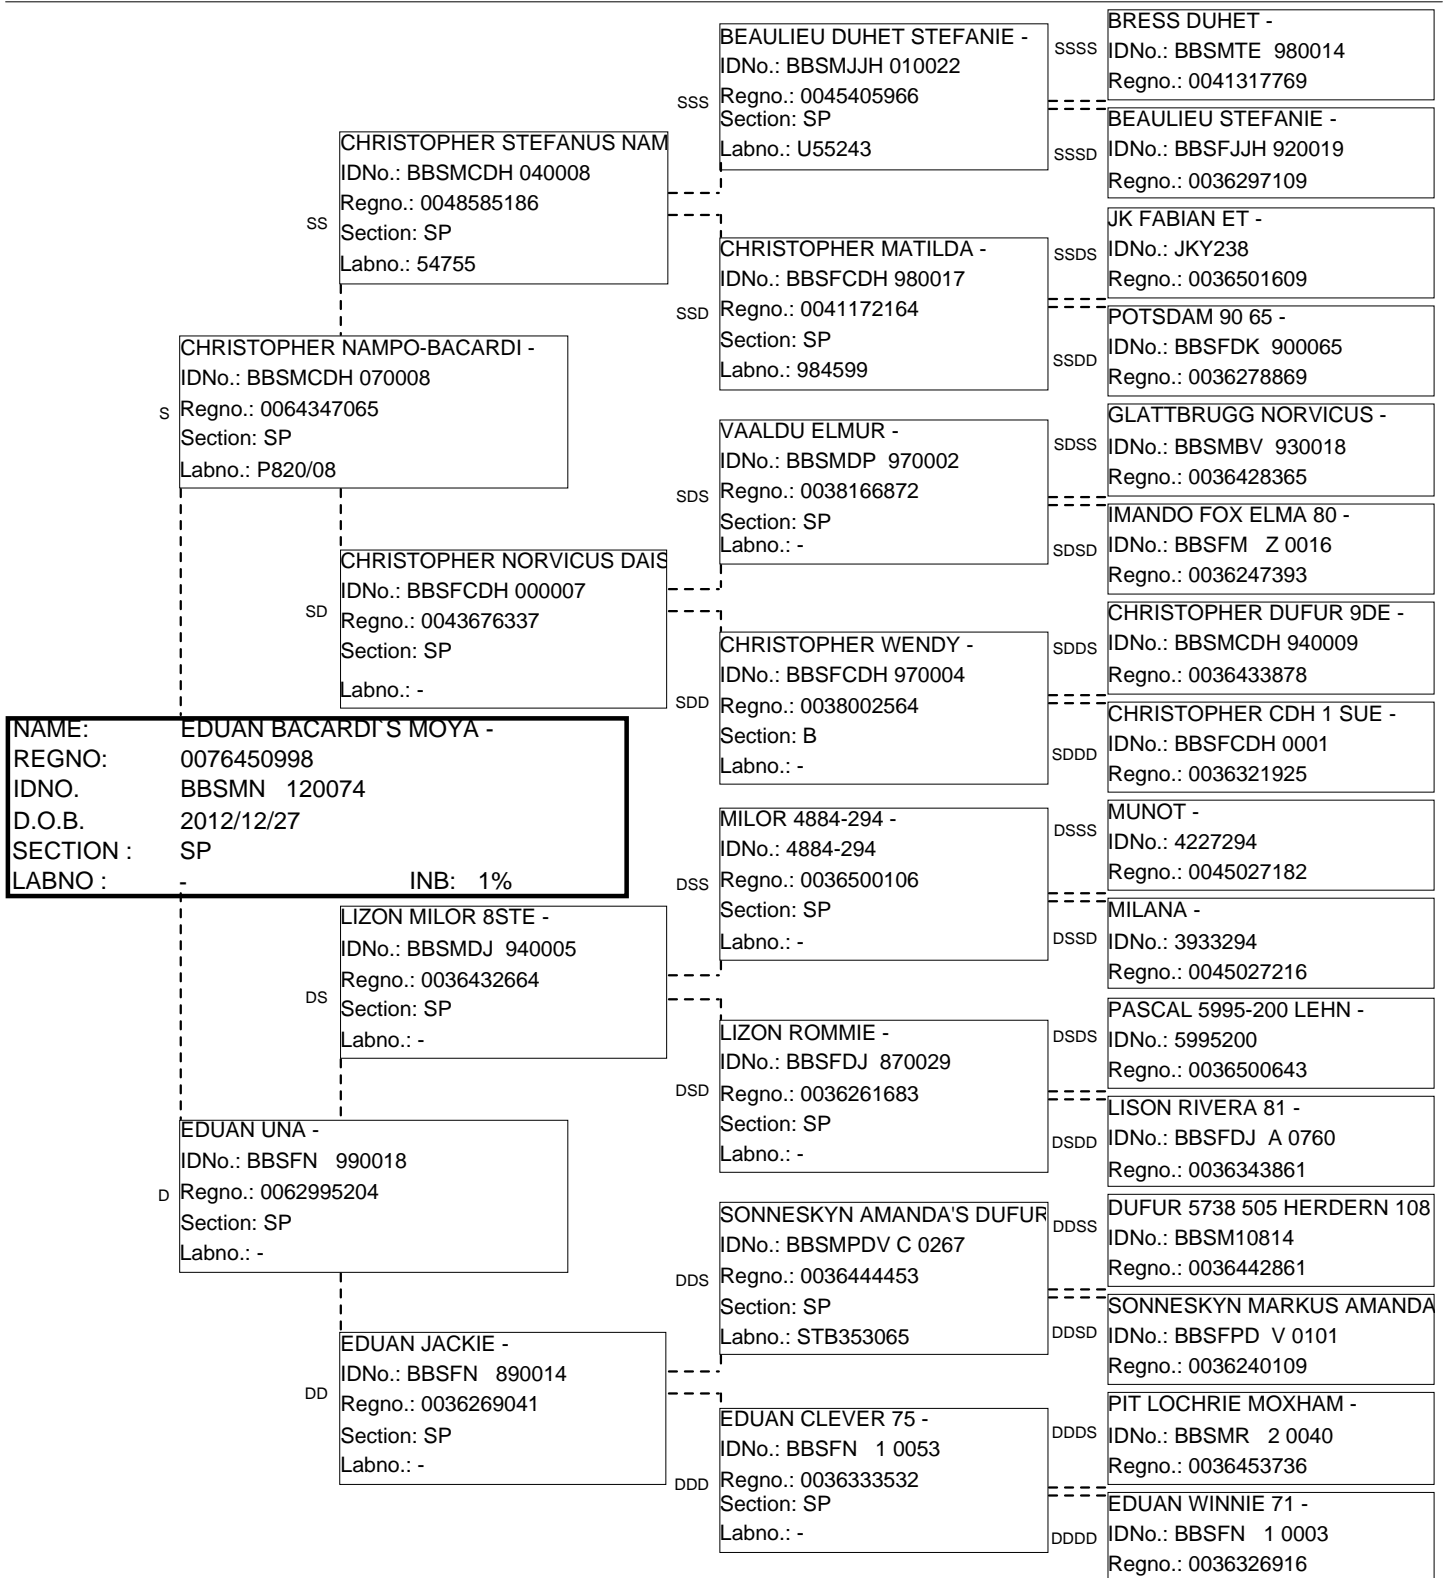 BRESS DUHET -
SSSS
IDNo.: BBSMTE 980014
Regno.: 0041317769
BEAULIEU DUHET STEFANIE -
IDNo.: BBSMJJH 010022
SSS
Regno.: 0045405966
Section: SP
Labno.: U55243
BEAULIEU STEFANIE -
SSSD
IDNo.: BBSFJJH 920019
Regno.: 0036297109
CHRISTOPHER STEFANUS NAM
IDNo.: BBSMCDH 040008
Regno.: 0048585186
SS
Section: SP
Labno.: 54755
JK FABIAN ET -
SSDS
IDNo.: JKY238
Regno.: 0036501609
CHRISTOPHER MATILDA -
IDNo.: BBSFCDH 980017
SSD
Regno.: 0041172164
Section: SP
Labno.: 984599
POTSDAM 90 65 -
IDNo.: BBSFDK 900065
SSDD
Regno.: 0036278869
CHRISTOPHER NAMPO-BACARDI -
IDNo.: BBSMCDH 070008
S
Regno.: 0064347065
Section: SP
Labno.: P820/08
GLATTBRUGG NORVICUS -
SDSS
IDNo.: BBSMBV 930018
Regno.: 0036428365
VAALDU ELMUR -
IDNo.: BBSMDP 970002
SDS
Regno.: 0038166872
Section: SP
Labno.: -
IMANDO FOX ELMA 80 -
SDSD
IDNo.: BBSFM Z 0016
Regno.: 0036247393
CHRISTOPHER NORVICUS DAIS
IDNo.: BBSFCDH 000007
SD
Regno.: 0043676337
Section: SP
Labno.: -
CHRISTOPHER DUFUR 9DE -
SDDS
IDNo.: BBSMCDH 940009
Regno.: 0036433878
CHRISTOPHER WENDY -
IDNo.: BBSFCDH 970004
SDD
Regno.: 0038002564
Section: B
Labno.: -
CHRISTOPHER CDH 1 SUE -
IDNo.: BBSFCDH 0001
SDDD
Regno.: 0036321925
NAME: EDUAN BACARDI`S MOYA -
REGNO: 0076450998
IDNO. BBSMN 120074
D.O.B. 2012/12/27
SECTION : SP
LABNO : - INB: 1%
MUNOT -
DSSS
IDNo.: 4227294
Regno.: 0045027182
MILOR 4884-294 -
IDNo.: 4884-294
DSS
Regno.: 0036500106
Section: SP
Labno.: -
MILANA -
DSSD
IDNo.: 3933294
Regno.: 0045027216
LIZON MILOR 8STE -
IDNo.: BBSMDJ 940005
Regno.: 0036432664
DS
Section: SP
Labno.: -
PASCAL 5995-200 LEHN -
DSDS
IDNo.: 5995200
Regno.: 0036500643
LIZON ROMMIE -
IDNo.: BBSFDJ 870029
DSD
Regno.: 0036261683
Section: SP
Labno.: -
LISON RIVERA 81 -
DSDD
IDNo.: BBSFDJ A 0760
Regno.: 0036343861
EDUAN UNA -
IDNo.: BBSFN 990018
D
Regno.: 0062995204
Section: SP
Labno.: -
DUFUR 5738 505 HERDERN 108
DDSS
IDNo.: BBSM10814
Regno.: 0036442861
SONNESKYN AMANDA'S DUFUR
IDNo.: BBSMPDV C 0267
DDS
Regno.: 0036444453
Section: SP
Labno.: STB353065
SONNESKYN MARKUS AMANDA
DDSD
IDNo.: BBSFPD V 0101
Regno.: 0036240109
EDUAN JACKIE -
IDNo.: BBSFN 890014
DD
Regno.: 0036269041
Section: SP
Labno.: -
PIT LOCHRIE MOXHAM -
DDDS
IDNo.: BBSMR 2 0040
Regno.: 0036453736
EDUAN CLEVER 75 -
IDNo.: BBSFN 1 0053
DDD
Regno.: 0036333532
Section: SP
Labno.: -
EDUAN WINNIE 71 -
DDDD
IDNo.: BBSFN 1 0003
Regno.: 0036326916